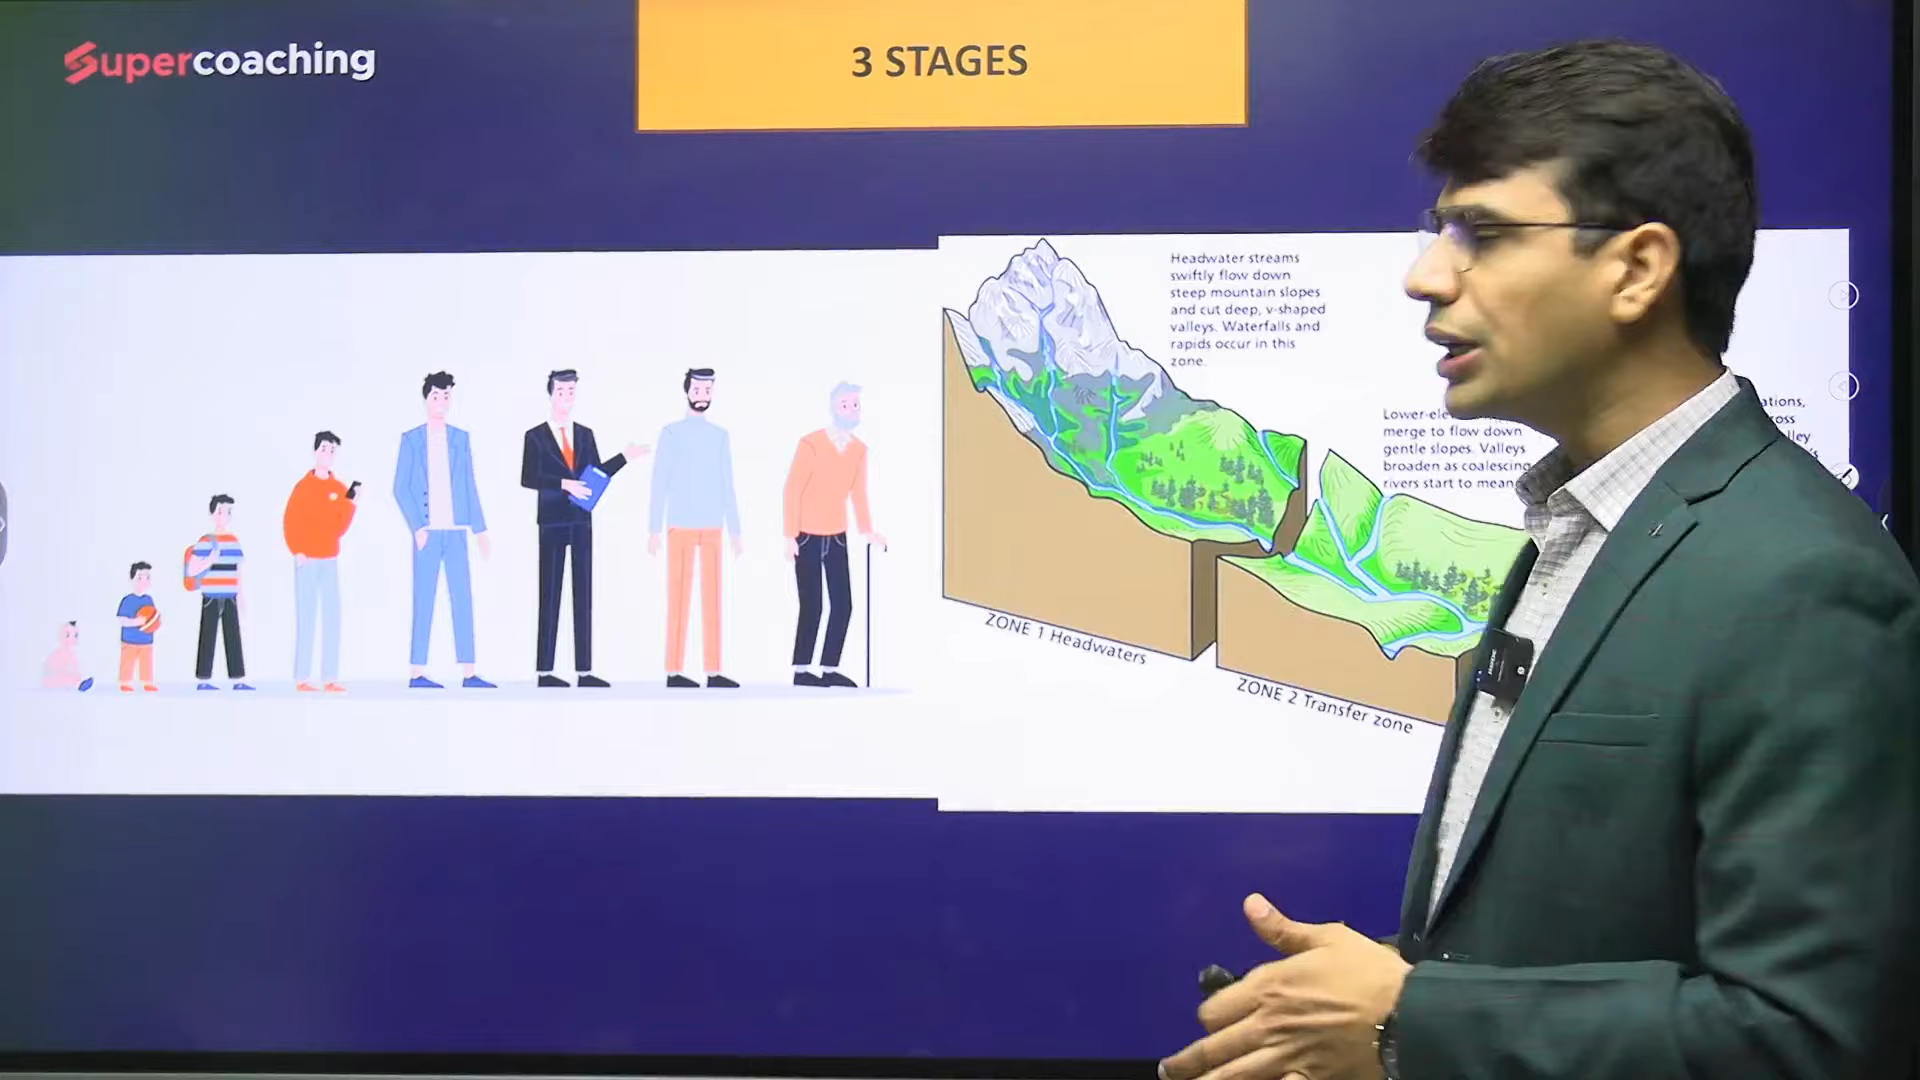 Supercoaching
3 STAGES
Headwater streams
swiftly flow down
steep mountain slopes
and cut deep, v-shaped
valleys. Waterfalls and
rapids occur in this
zone.
merge to flow down
gentle slopes. Valleys
broaden as coalescing
rivers start to
ZONE 1 Headwaters
ZONE 2 Transfer zone